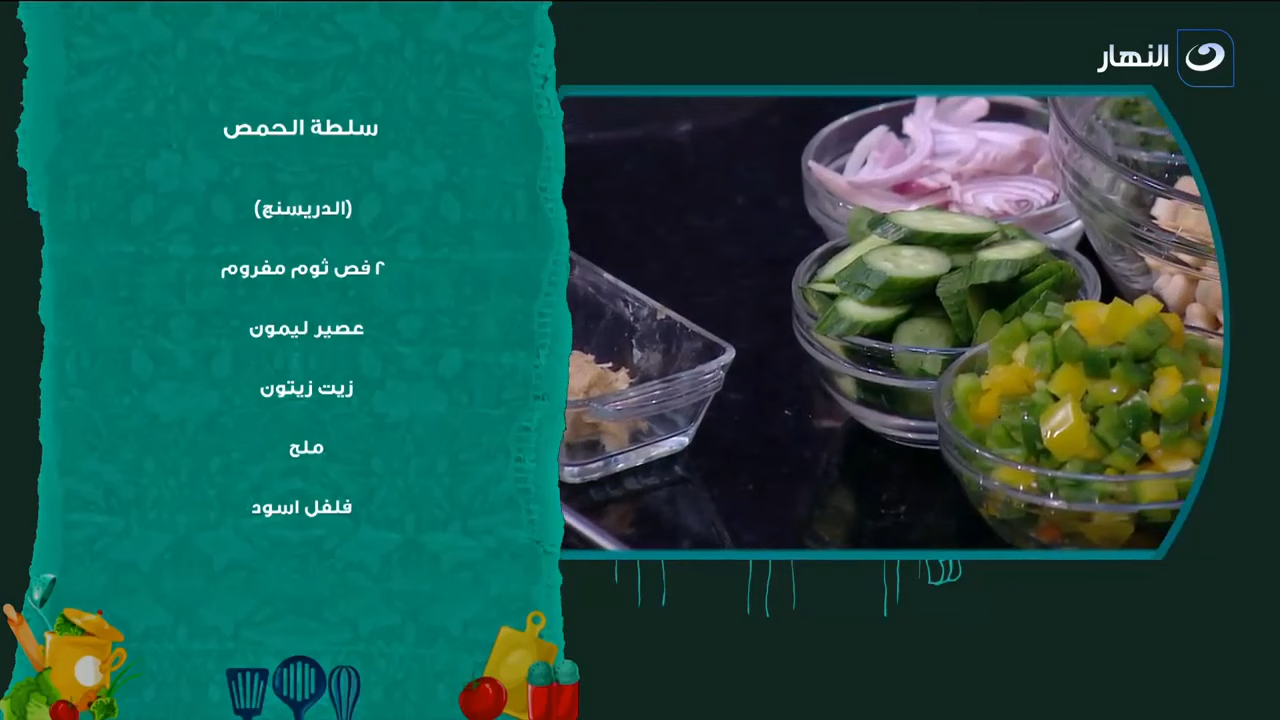 النهار
سلطة الحمص
(الدريسنج)
٢ فص ثوم مفروم
عصير ليمون
زيت زيتون
ملح
فلفل اسود